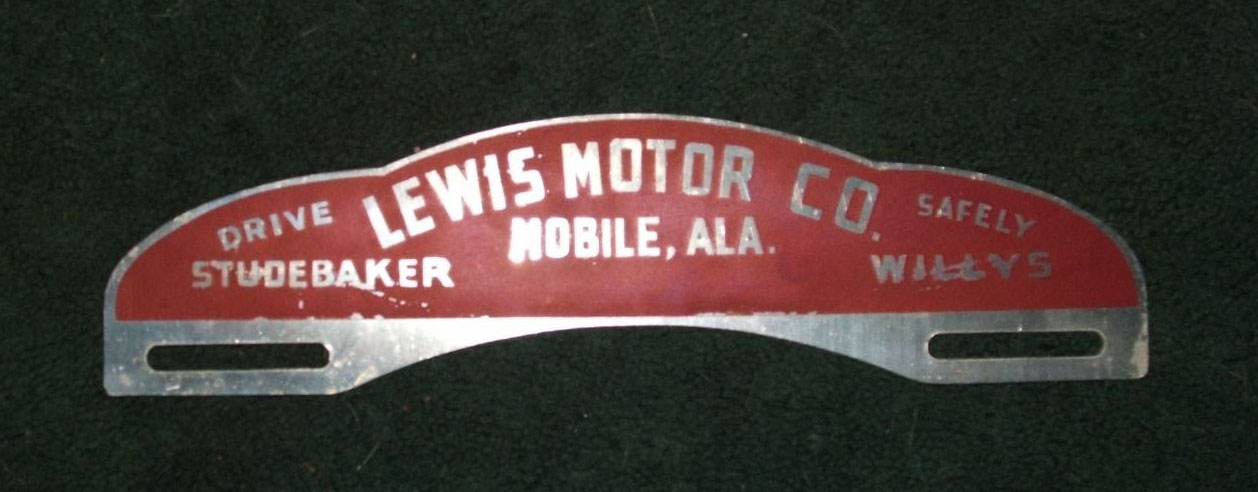 DRIVE LEWIS MOTOR CO. SAFELY
STUDEBAKER MOBILE, ALA. WILLYS